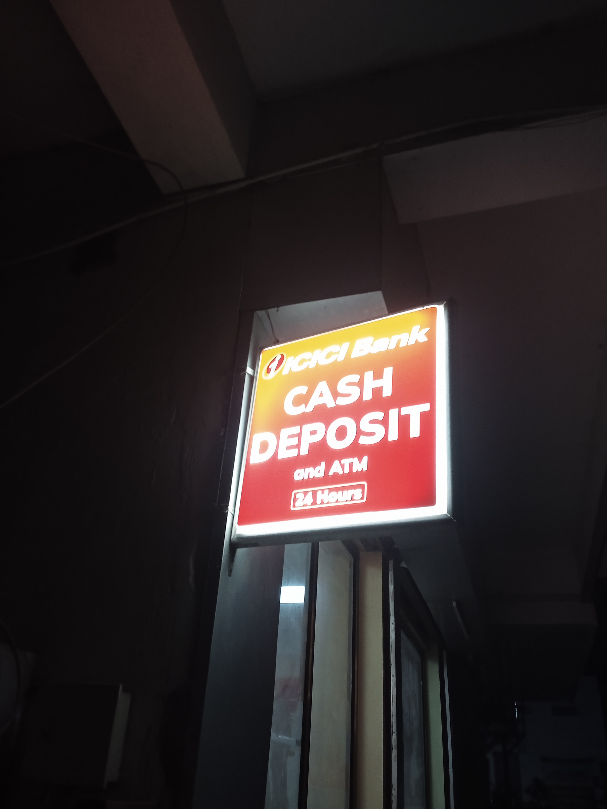 ICICI Bank
CASH
DEPOSIT
and ATM
24 Hours